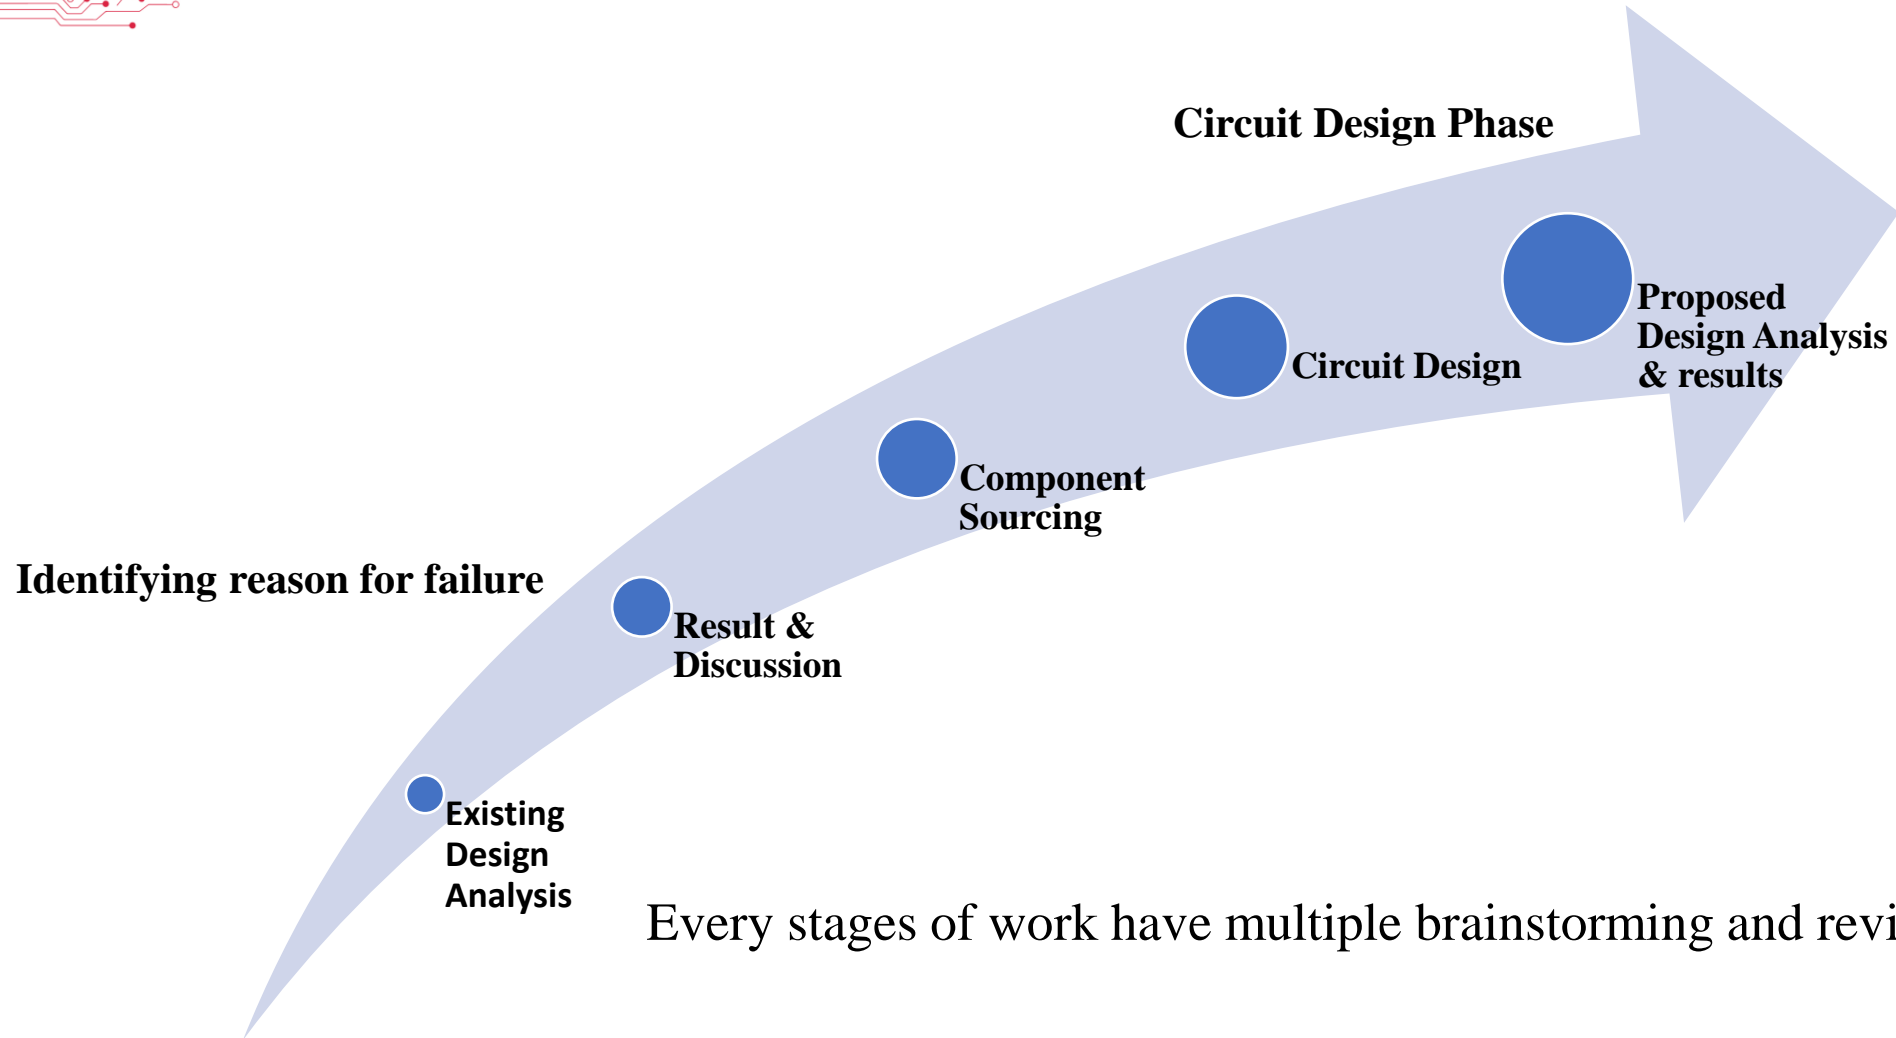 Circuit Design Phase
Proposed
Design Analysis
& results
Circuit Design
Component
Sourcing
Identifying reason for failure
Result &
Discussion
Existing
Design
Analysis
Every stages of work have multiple brainstorming and